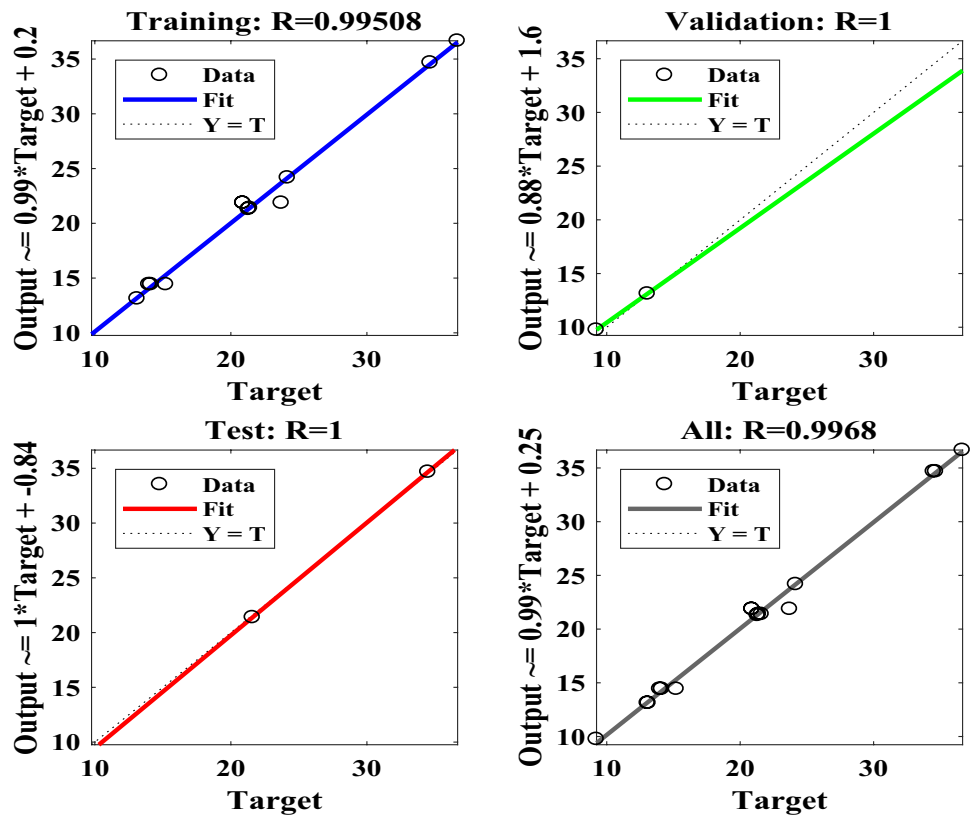 Training: R=0.99508
Output ~= 0.99*Target + 0.2
35
30
25
20
15
10
Data
Fit
Y = T
10 20 30
Target
Validation: R=1
Output ~= 0.88*Target + 1.6
35
30
25
20
15
10
Data
Fit
Y = T
10 20 30
Target
Test: R=1
Output ~= 1*Target + -0.84
35
30
25
20
15
10
Data
Fit
Y = T
10 20 30
Target
All: R=0.9968
Output ~= 0.99*Target + 0.25
35
30
25
20
15
10
Data
Fit
Y = T
10 20 30
Target